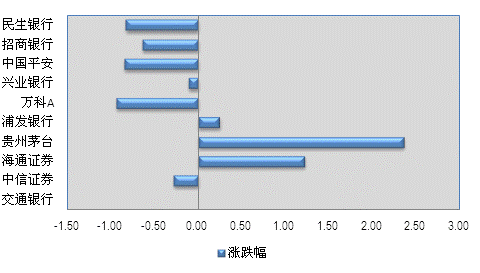 民生银行
招商银行
中国平安
兴业银行
万科A
浦发银行
贵州茅台
海通证券
中信证券
交通银行
-1.50 -1.00 -0.50 0.00 0.50 1.00 1.50 2.00 2.50 3.00
涨跌幅